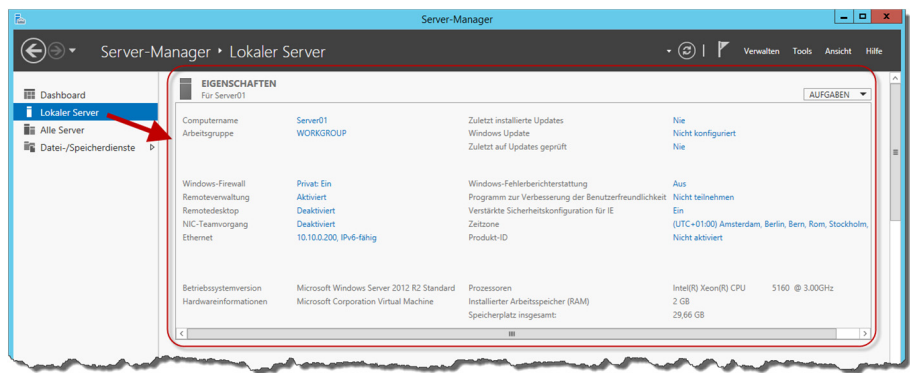 Server-Manager
Server-Manager • Lokaler Server
Verwalten Tools Ansicht Hilfe
Dashboard
Lokaler Server
Alle Server
Datei-/Speicherdienste
EIGENSCHAFTEN
Für Server01
AUFGABEN
Computername Server01 Zuletzt installierte Updates Nie
Arbeitsgruppe WORKGROUP Windows Update Nicht konfiguriert
Zuletzt auf Updates geprüft Nie
Windows-Firewall Privat: Ein Windows-Fehlerberichterstattung Aus
Remoteverwaltung Aktiviert Programm zur Verbesserung der Benutzerfreundlichkeit Nicht teilnehmen
Remotedesktop Deaktiviert Verstärkte Sicherheitskonfiguration für IE Ein
NIC-Teamvorgang Deaktiviert Zeitzone (UTC+01:00) Amsterdam, Berlin, Bern, Rom, Stockholm,
Ethernet 10.10.0.200, IPv6-fähig Produkt-ID Nicht aktiviert
Betriebssystemversion Microsoft Windows Server 2012 R2 Standard Prozessoren Intel(R) Xeon(R) CPU 5160 @ 3.00GHz
Hardwareinformationen Microsoft Corporation Virtual Machine Installierter Arbeitsspeicher (RAM) 2 GB
Speicherplatz insgesamt: 29,66 GB